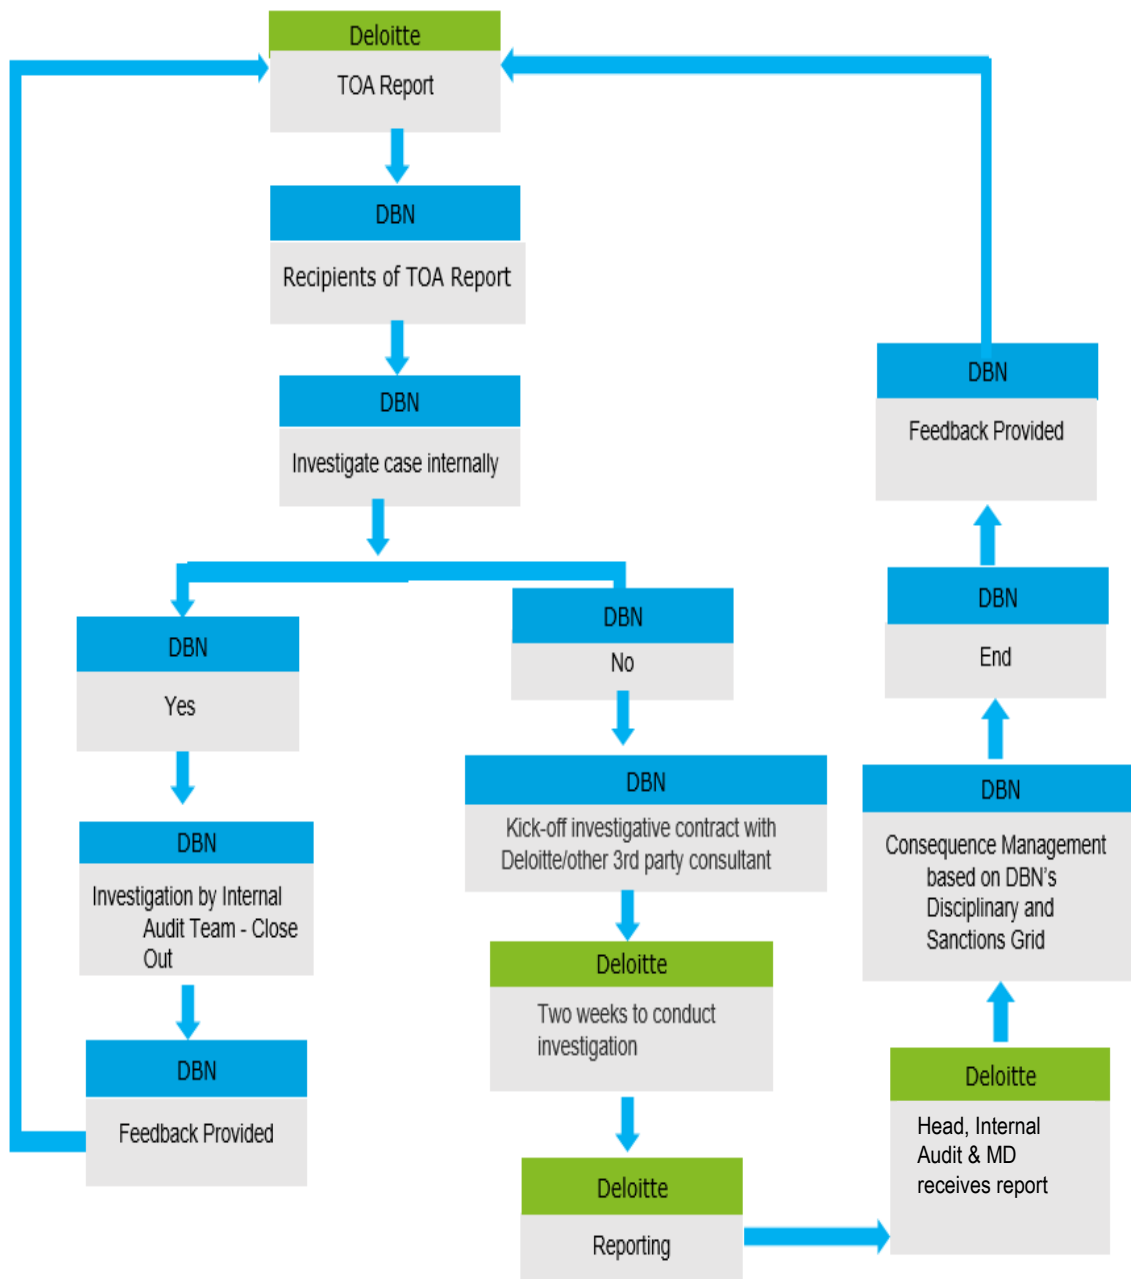 Deloitte
TOA Report
DBN
Recipients of TOA Report
DBN
Investigate case internally
DBN
Yes
DBN
Investigation by Internal
Audit Team - Close
Out
DBN
Feedback Provided
DBN
No
DBN
Kick-off investigative contract with
Deloitte/other 3rd party consultant
Deloitte
Two weeks to conduct
investigation
Deloitte
Reporting
Deloitte
Head, Internal
Audit & MD
receives report
DBN
Consequence Management
based on DBN’s
Disciplinary and
Sanctions Grid
DBN
End
DBN
Feedback Provided